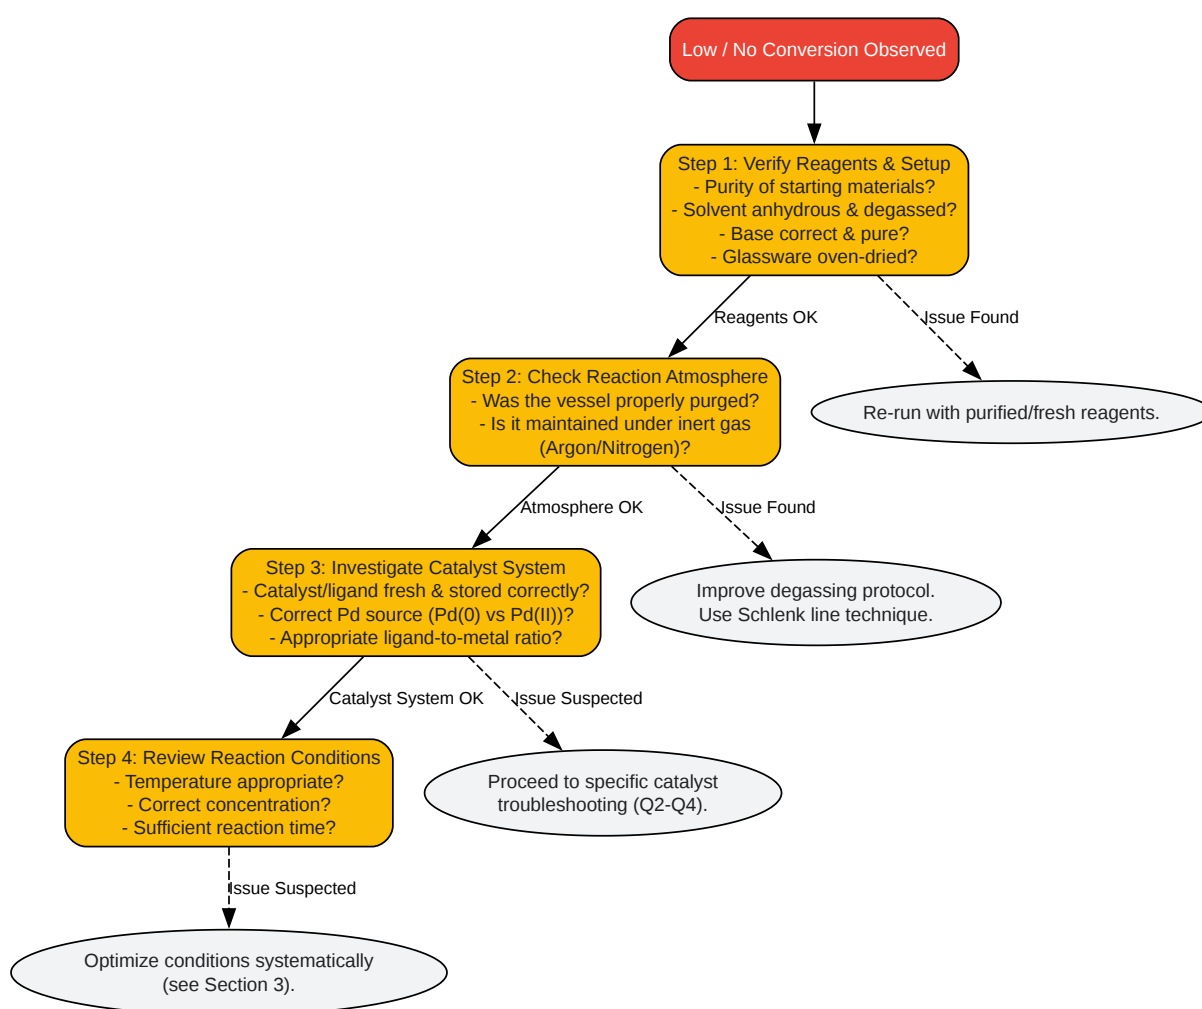 Low / No Conversion Observed
Step 1: Verify Reagents & Setup
- Purity of starting materials?
- Solvent anhydrous & degassed?
- Base correct & pure?
- Glassware oven-dried?
Reagents OK
Issue Found
Step 2: Check Reaction Atmosphere
- Was the vessel properly purged?
- Is it maintained under inert gas
(Argon/Nitrogen)?
Re-run with purified/fresh reagents.
Atmosphere OK
Issue Found
Step 3: Investigate Catalyst System
- Catalyst/ligand fresh & stored correctly?
- Correct Pd source (Pd(0) vs Pd(II))?
- Appropriate ligand-to-metal ratio?
Improve degassing protocol.
Use Schlenk line technique.
Catalyst System OK
Issue Suspected
Step 4: Review Reaction Conditions
- Temperature appropriate?
- Correct concentration?
- Sufficient reaction time?
Proceed to specific catalyst
troubleshooting (Q2-Q4).
Issue Suspected
Optimize conditions systematically
(see Section 3).